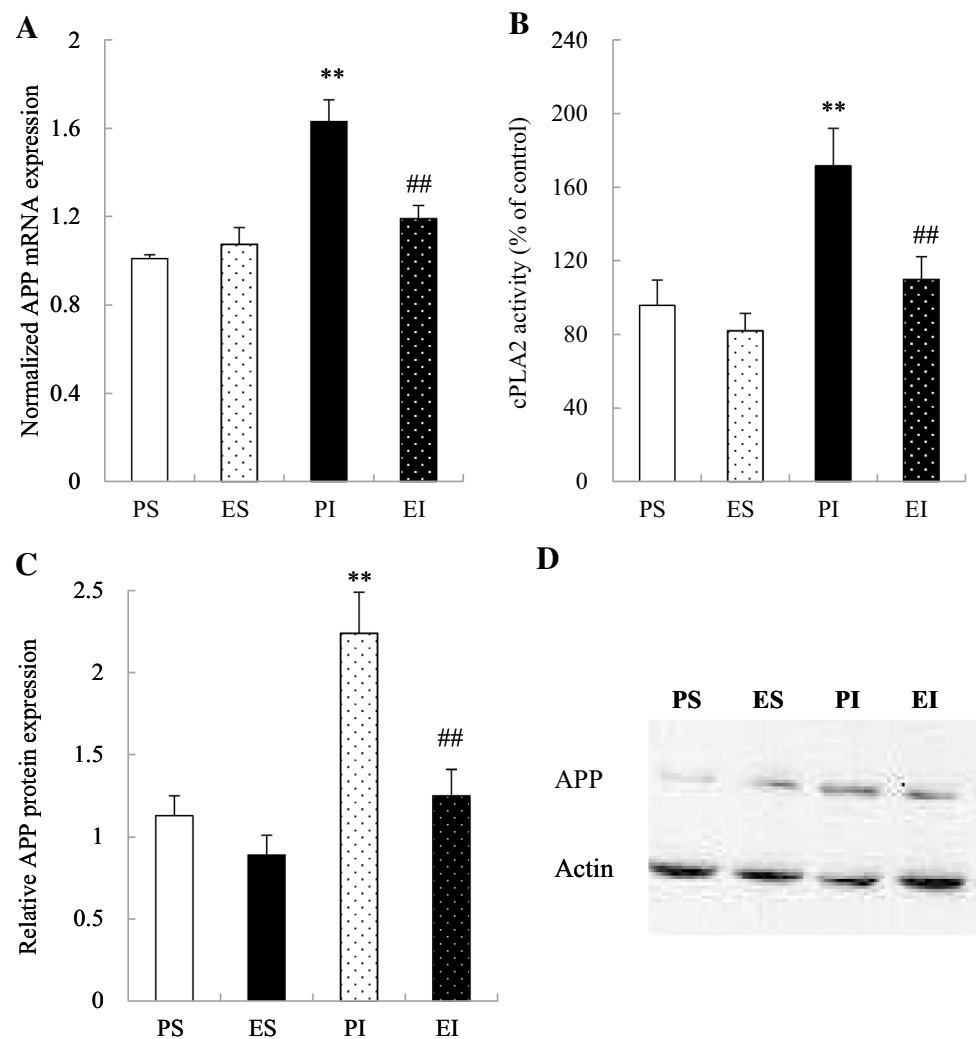 A
Normalized APP mRNA expression
2
1.6
1.2
0.8
0.4
0
**
##
PS ES PI EI
B
cPLA2 activity (% of control)
240
200
160
120
80
40
0
**
##
PS ES PI EI
C
Relative APP protein expression
2.5
2
1.5
1
0.5
0
**
##
PS ES PI EI
D
PS ES PI EI
APP
Actin